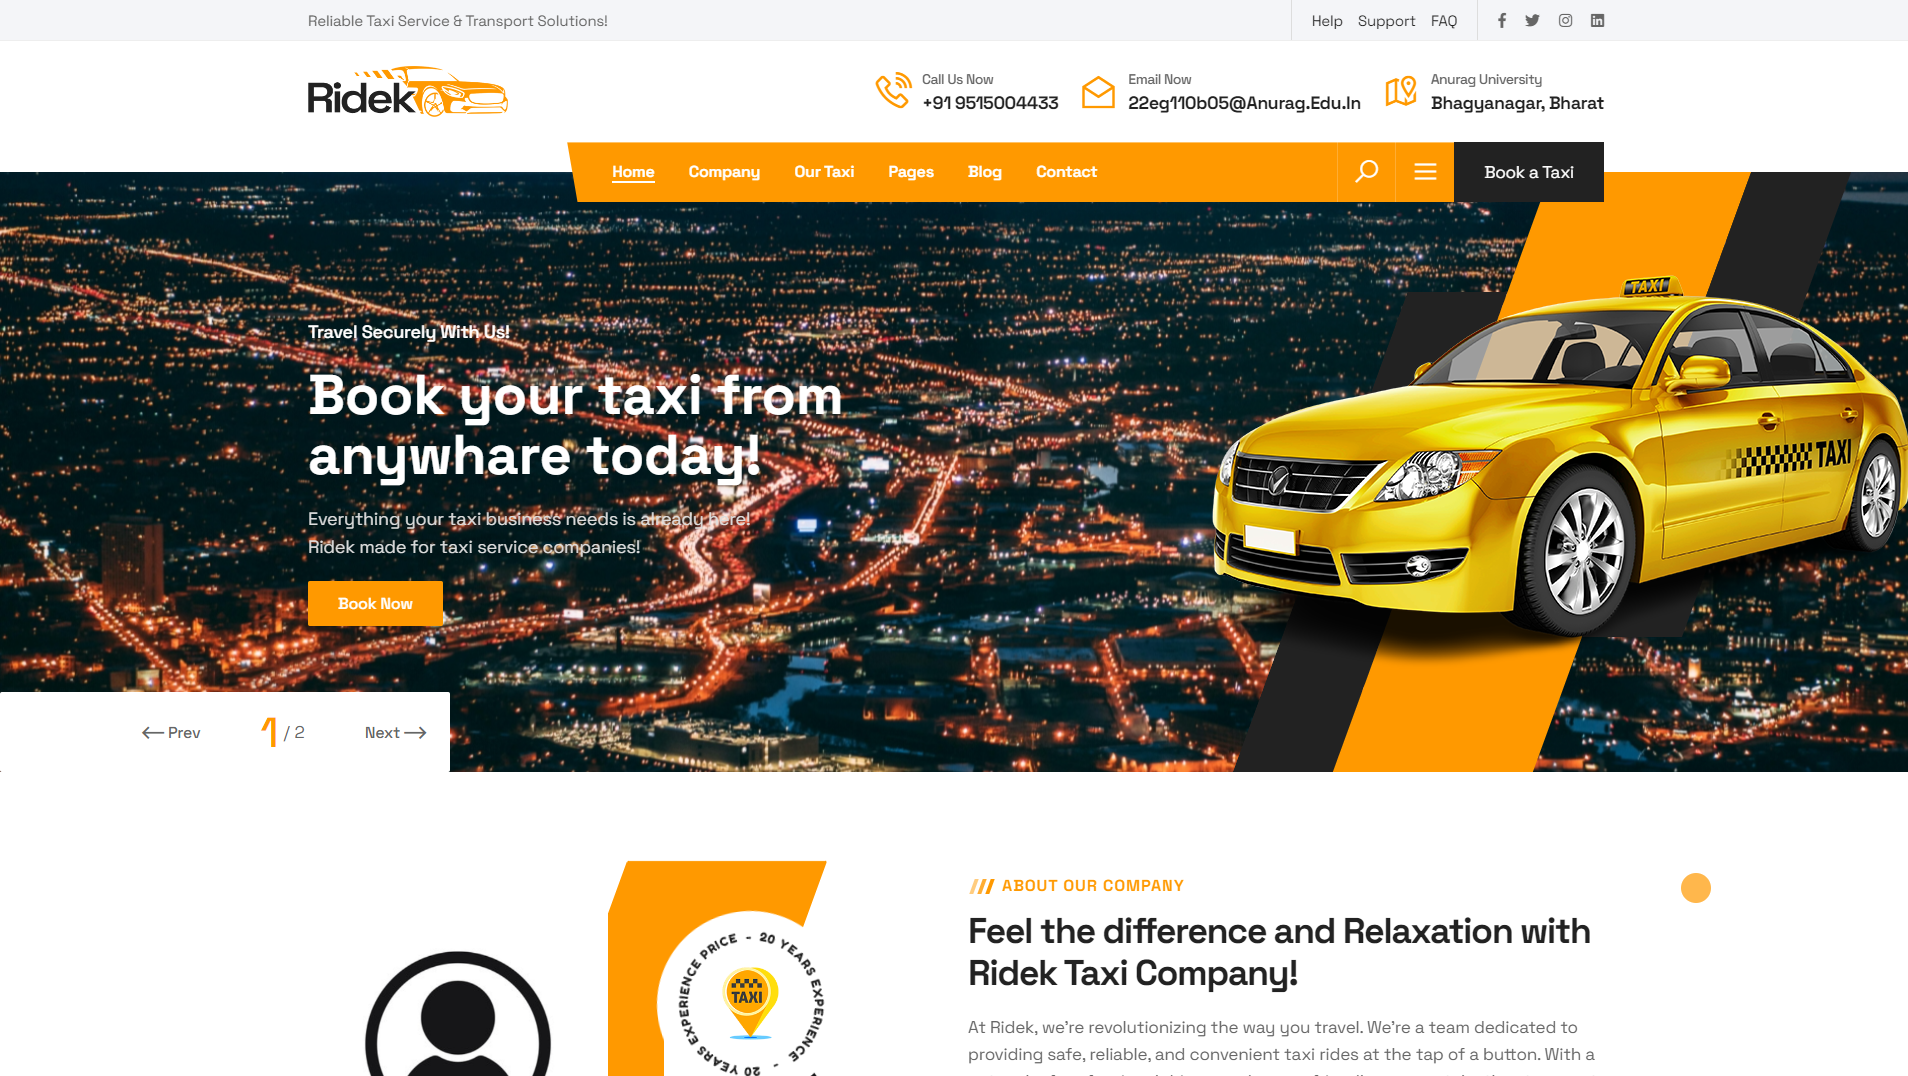 Reliable Taxi Service & Transport Solutions!
Help Support FAQ
Ridek
Call Us Now
+91 9515004433
Email Now
22eg110b05@Anurag.Edu.In
Anurag University
Bhagyanagar, Bharat
Home Company Our Taxi Pages Blog Contact
Book a Taxi
Travel Securely With Us!
Book your taxi from
anywhare today!
Everything your taxi business needs is already here!
Ridek made for taxi service companies!
Book Now
TAXI
TAXI
Prev 1 / 2 Next
20 YEARS EXPERIENCE - 20 YEARS EXPERIENCE PRICE -
TAXI
ABOUT OUR COMPANY
Feel the difference and Relaxation with
Ridek Taxi Company!
At Ridek, we're revolutionizing the way you travel. We're a team dedicated to
providing safe, reliable, and convenient taxi rides at the tap of a button. With a